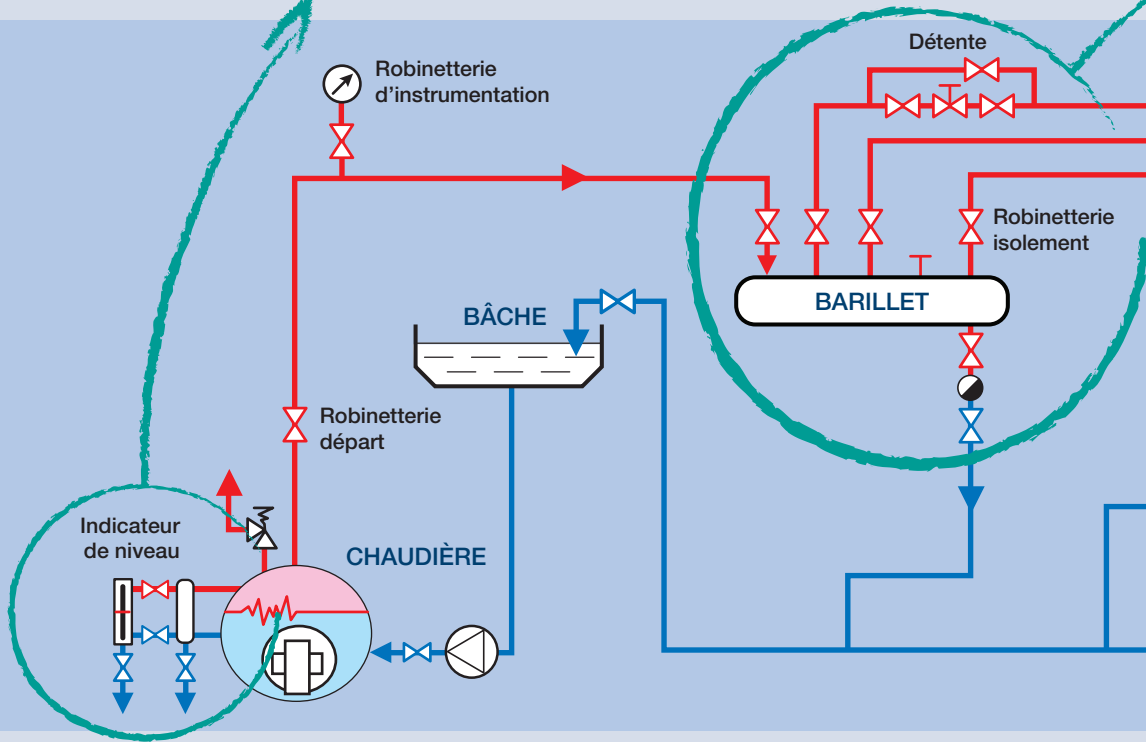 Détente
Robinetterie
d'instrumentation
Robinetterie
isolement
BARILLET
BÂCHE
Robinetterie
départ
Indicateur
de niveau
CHAUDIÈRE